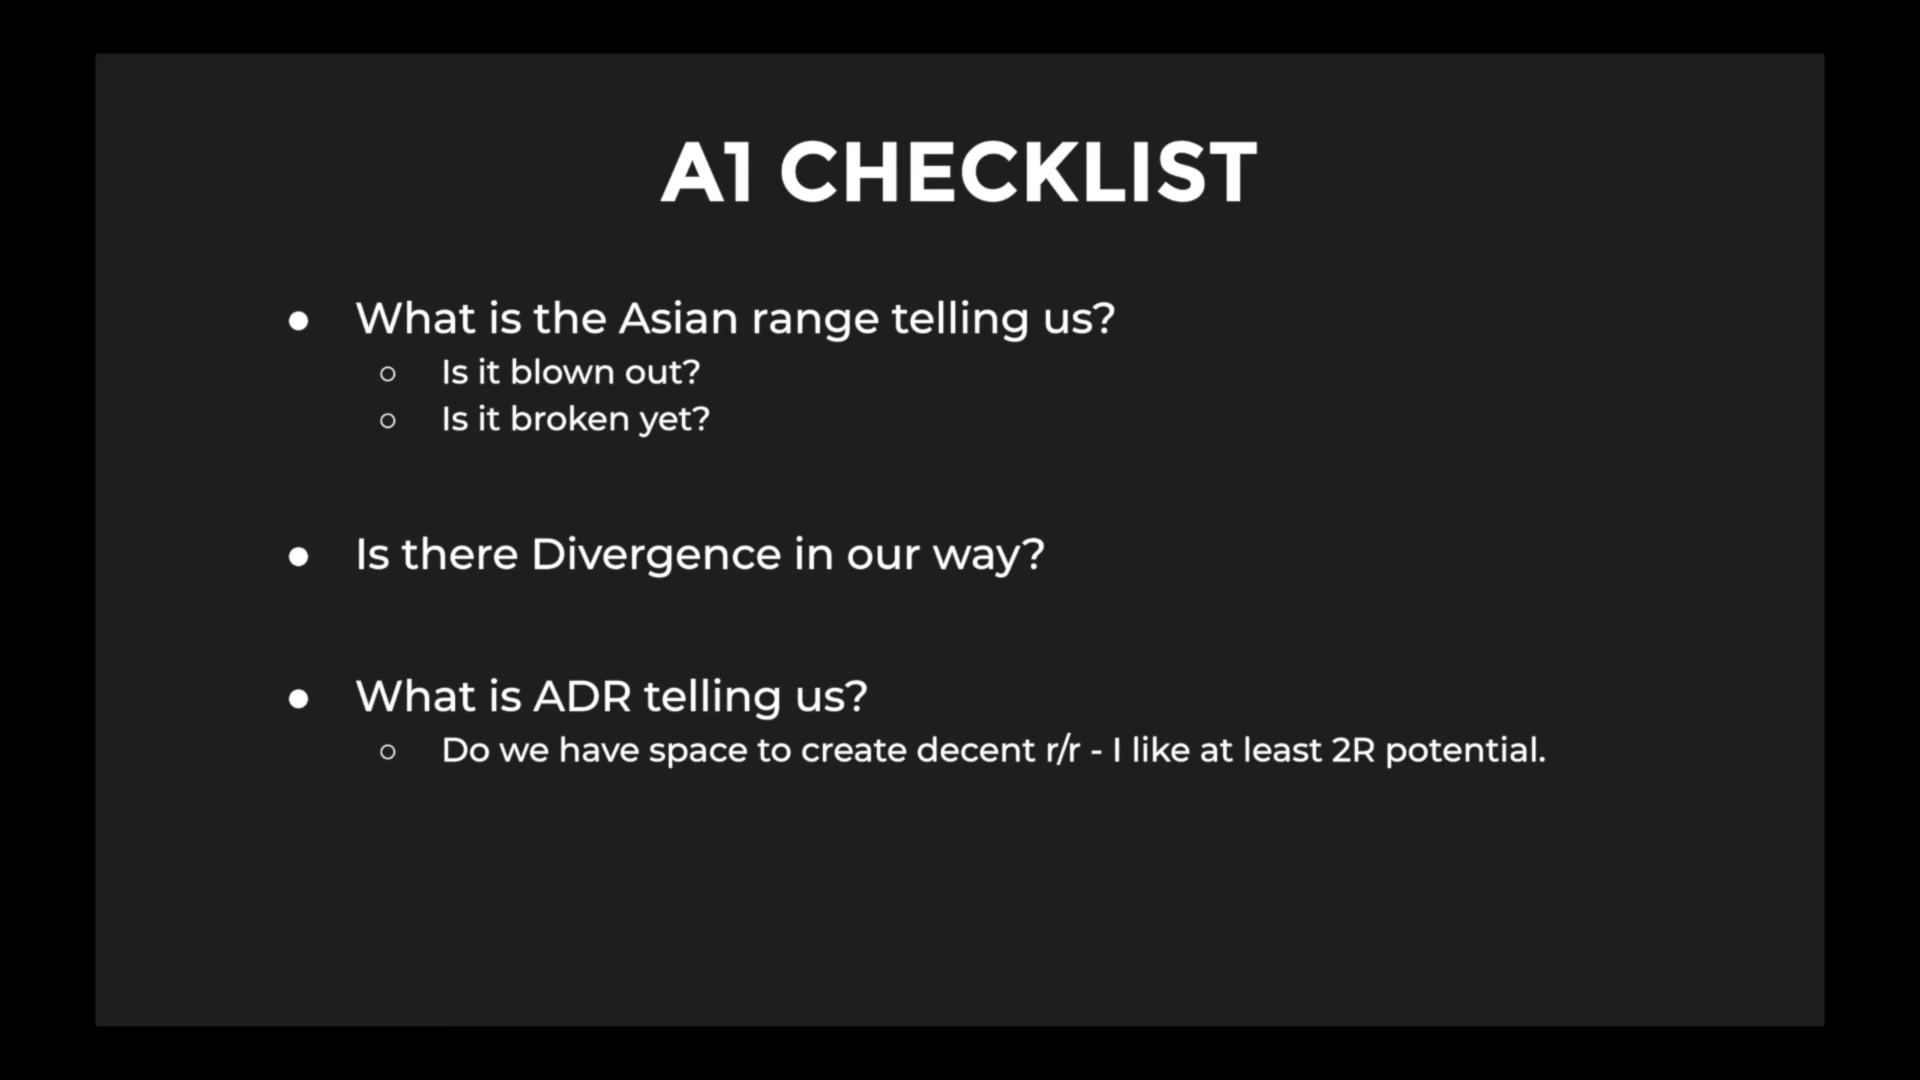 A1 CHECKLIST
● What is the Asian range telling us?
○ Is it blown out?
○ Is it broken yet?
● Is there Divergence in our way?
● What is ADR telling us?
○ Do we have space to create decent r/r - I like at least 2R potential.